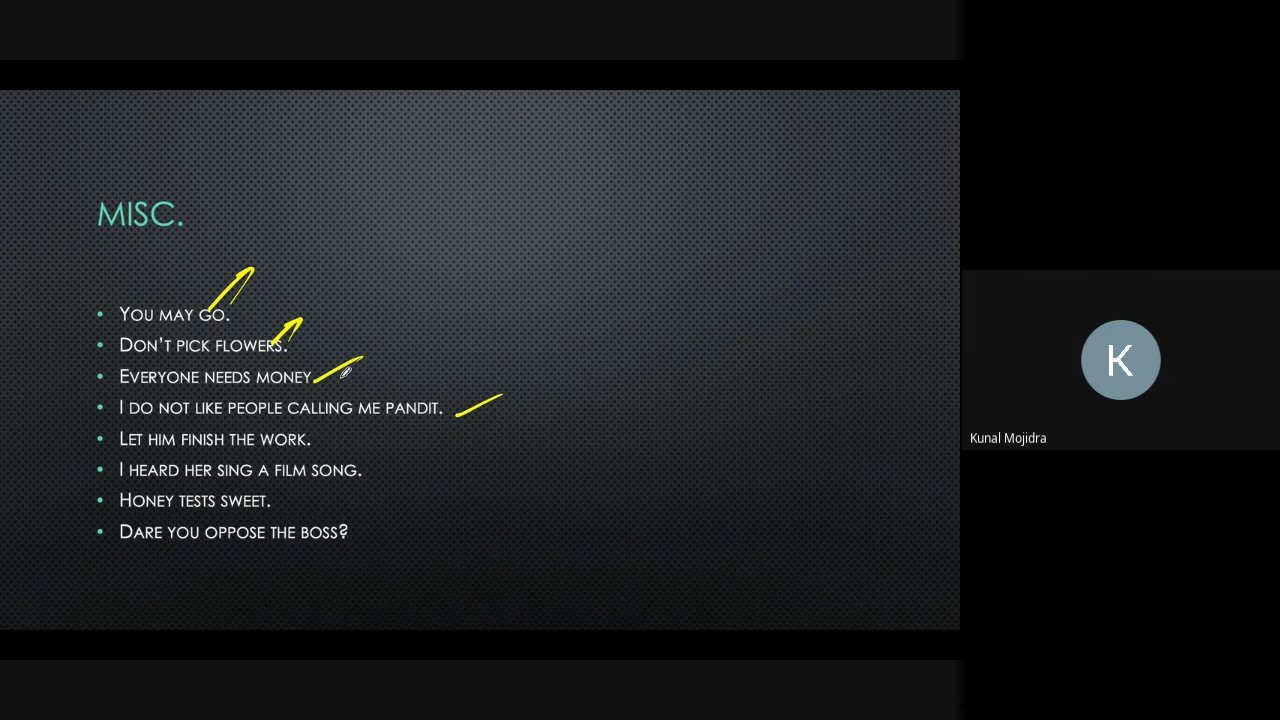 MISC.
• YOU MAY GO.
• DON'T PICK FLOWERS.
• EVERYONE NEEDS MONEY
• I DO NOT LIKE PEOPLE CALLING ME PANDIT.
• LET HIM FINISH THE WORK.
• I HEARD HER SING A FILM SONG.
• HONEY TESTS SWEET.
• DARE YOU OPPOSE THE BOSS?
K
Kunal Mojidra